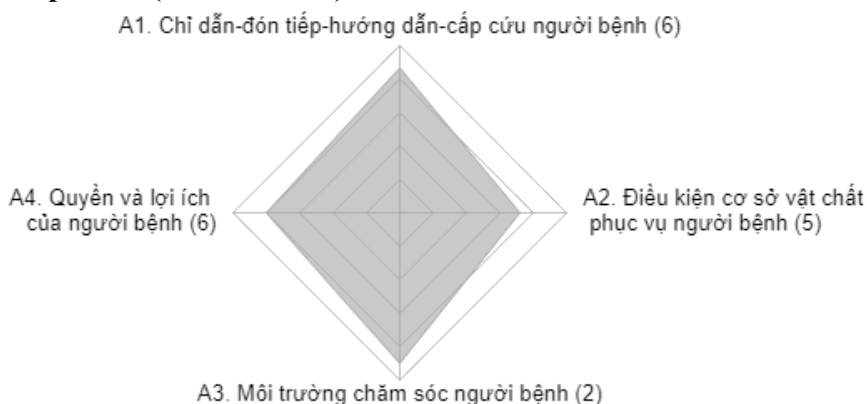 A1. Chỉ dẫn-đón tiếp-hướng dẫn-cấp cứu người bệnh (6)
A4. Quyền và lợi ích
của người bệnh (6)
A2. Điều kiện cơ sở vật chất
phục vụ người bệnh (5)
A3. Môi trường chăm sóc người bệnh (2)